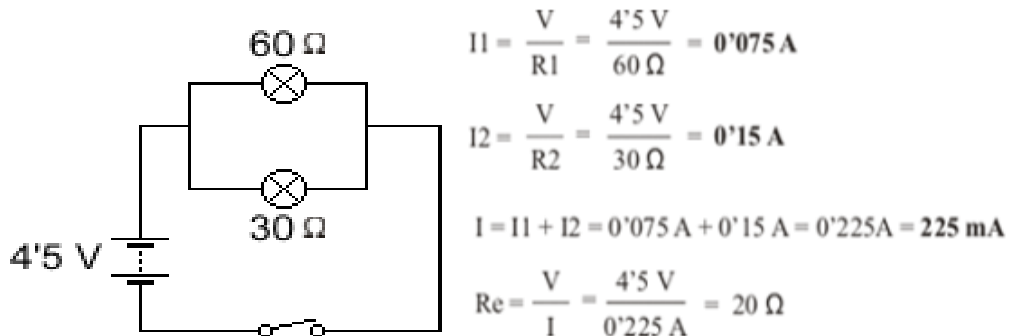 60 Ω
30 Ω
4'5 V
I1 = V / R1 = 4'5 V / 60 Ω = 0'075 A
I2 = V / R2 = 4'5 V / 30 Ω = 0'15 A
I = I1 + I2 = 0'075 A + 0'15 A = 0'225A = 225 mA
Re = V / I = 4'5 V / 0'225 A = 20 Ω